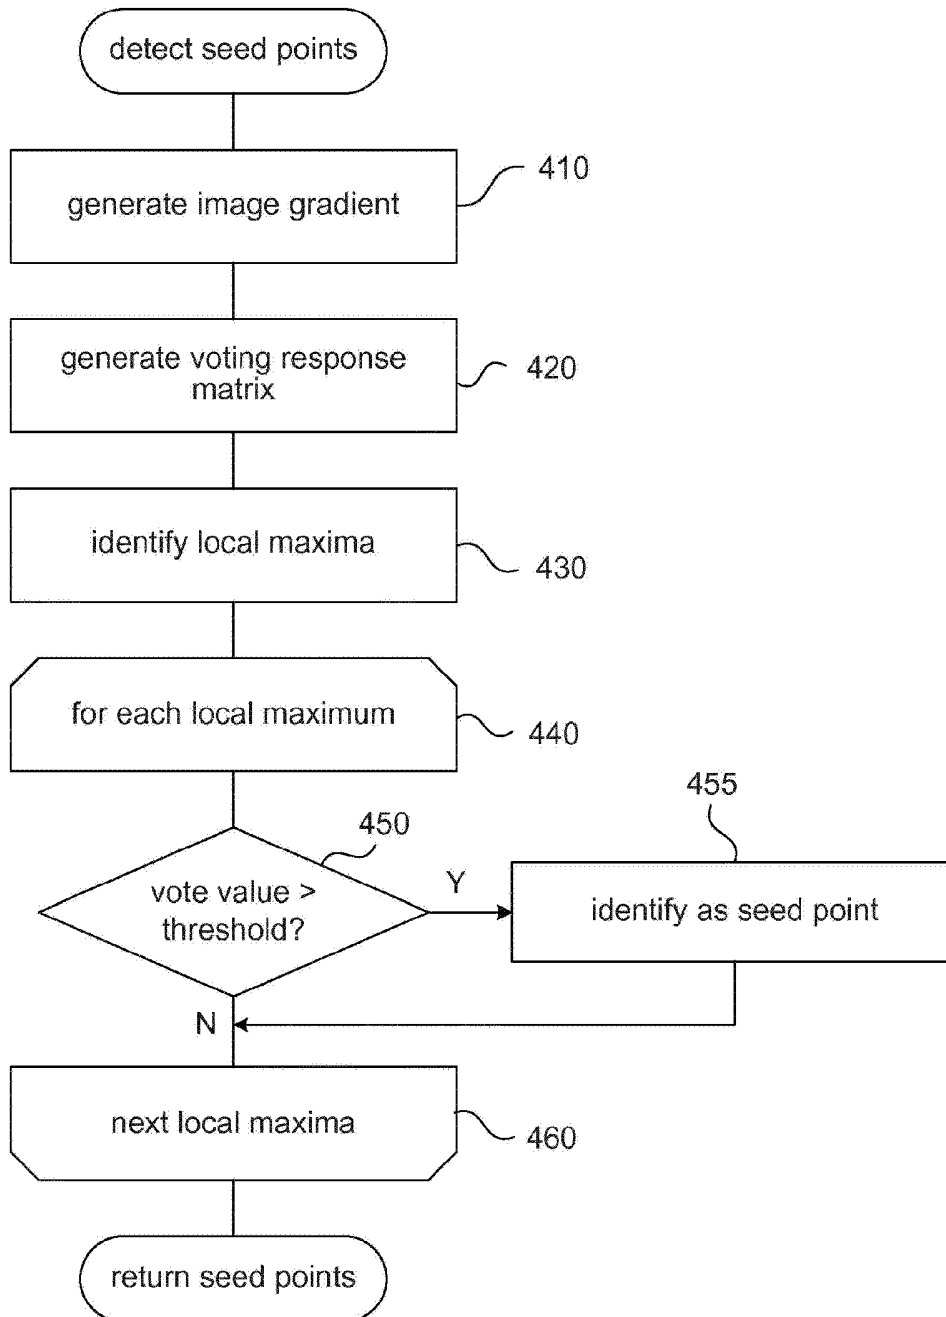 detect seed points
410
generate image gradient
generate voting response
matrix
420
identify local maxima
430
for each local maximum
440
455
450
vote value >
threshold?
Y
identify as seed point
N
next local maxima
460
return seed points